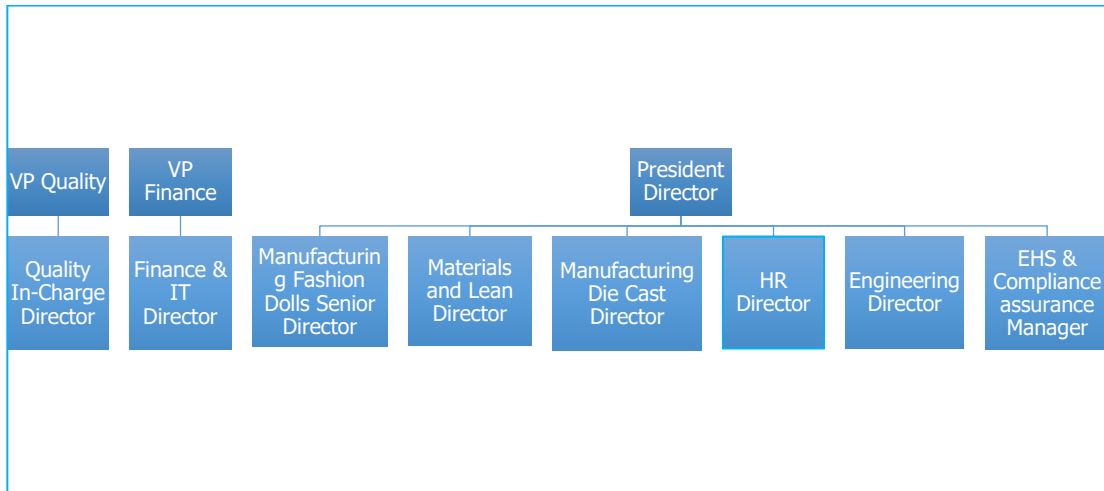 VP Quality
VP
Finance
President
Director
Quality
In-Charge
Director
Finance &
IT
Director
Manufacturin
g Fashion
Dolls Senior
Director
Materials
and Lean
Director
Manufacturing
Die Cast
Director
HR
Director
Engineering
Director
EHS &
Compliance
assurance
Manager